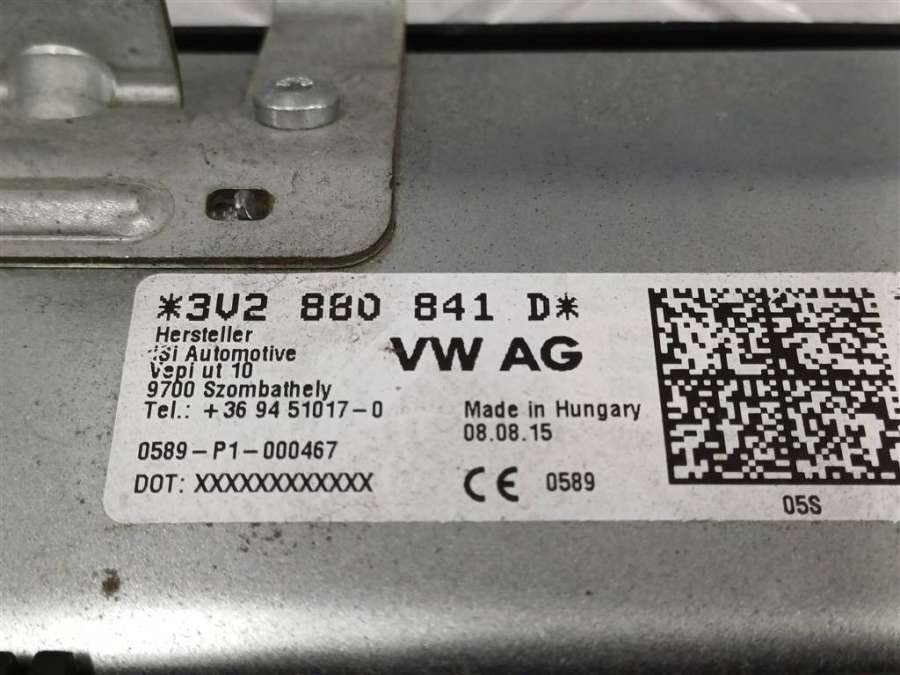 *3V2 880 841 D*
Hersteller
iSi Automotive
Vepi ut 10
9700 Szombathely
Tel.: +36 94 51017-0
VW AG
Made in Hungary
08.08.15
0589-P1-000467
DOT: XXXXXXXXXXXX
CE 0589
05S